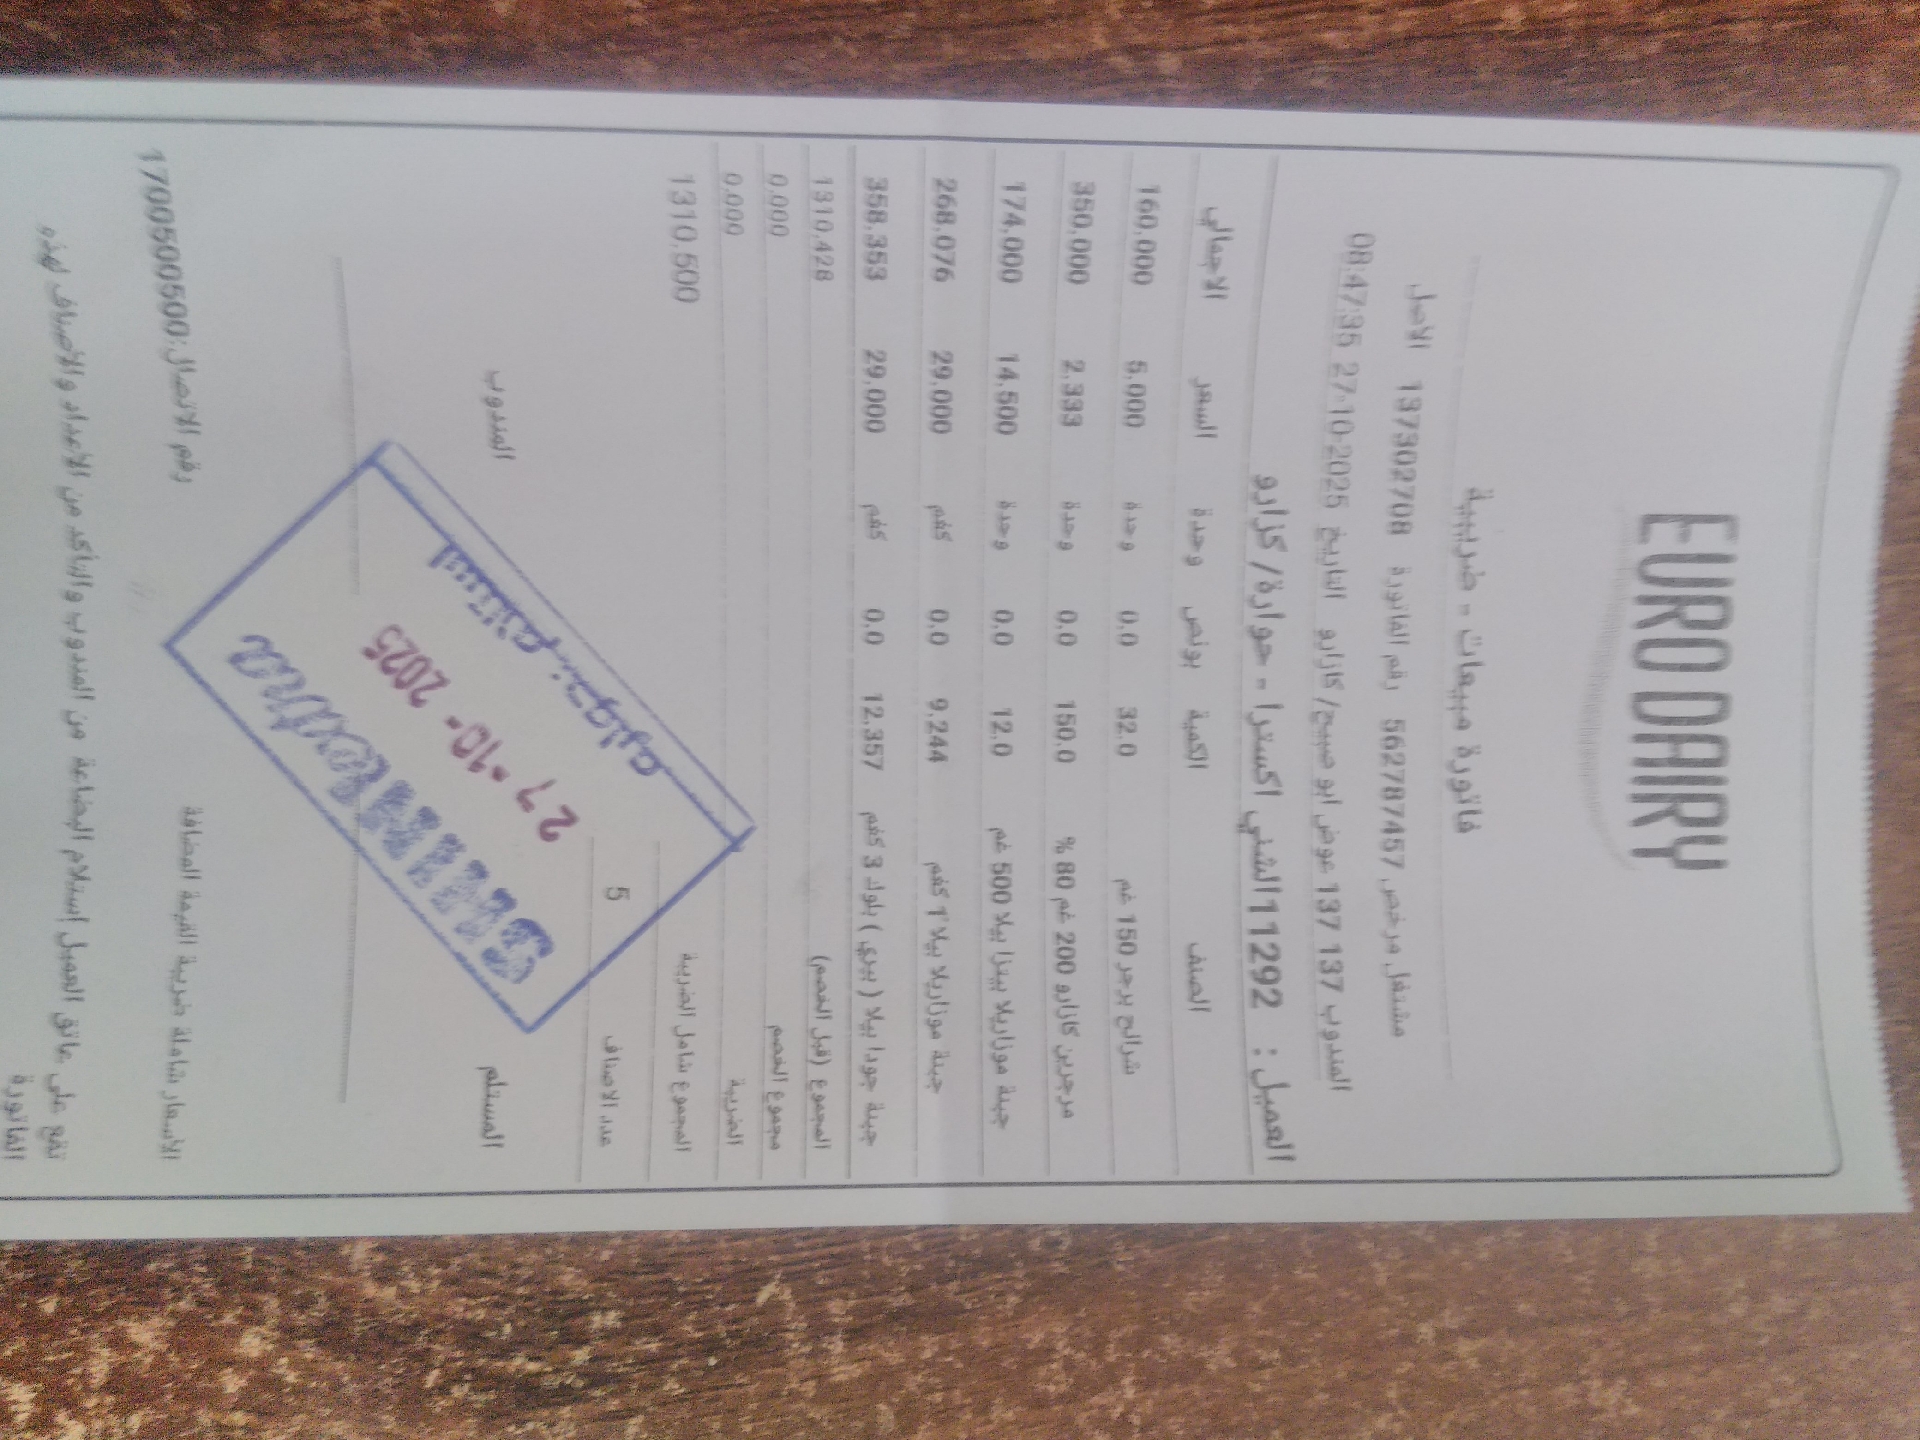 EURO DAIRY
فاتورة مبيعات - ضريبية
مشتغل مرخص 562787457 رقم الفاتورة 137302708 الاصل
المندوب 137 137 عوض ابو صبيح/ كازارو التاريخ 27-10-2025 08:47:35
العميل : 11292 الشني اكسترا - حوارة/ كزارو
الصنف الكمية بونص وحدة السعر الاجمالي
شرائح برجر 150 غم 32.0 0.0 وحدة 5.000 160.000
مرجرين كازارو 200 غم 80 % 150.0 0.0 وحدة 2.333 350.000
جبنة موزاريلا بيتزا بيلا 500 غم 12.0 0.0 وحدة 14.500 174.000
جبنة موزاريلا بيلا 1 كغم 9.244 0.0 كغم 29.000 268.076
جبة جودا بيلا ( بيري ) بلوك 3 كغم 12.357 0.0 كغم 29.000 358.353
المجموع (قبل الخصم) 1310.428
مجموع الخصم 0.000
الضريبة 0.000
المجموع شامل الضريبة 1310.500
عدد الاصناف 5
المستلم المندوب
27-10-2025
الأسعار شاملة ضريبة القيمة المضافة رقم الاتصال:1700500500
تقع على عاتق العميل إستلام البضاعة من المندوب والتأكد من الأعداد والأصناف لهذه
الفاتورة